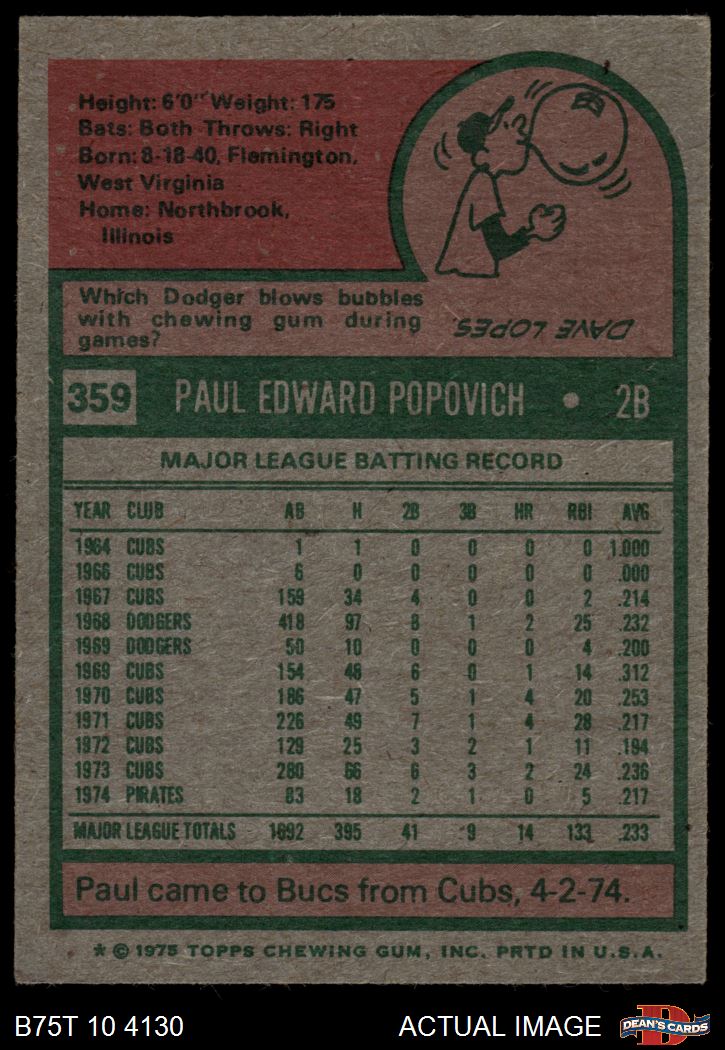 Height: 6'0" Weight: 175
Bats: Both Throws: Right
Born: 8-18-40, Flemington,
West Virginia
Home: Northbrook,
Illinois
Which Dodger blows bubbles
with chewing gum during
games?
DAVE LOPES.
359 PAUL EDWARD POPOVICH • 2B
MAJOR LEAGUE BATTING RECORD
YEAR CLUB AB H 2B 3B HR RBI AVG
1964 CUBS 1 1 0 0 0 0 1.000
1966 CUBS 6 0 0 0 0 0 .000
1967 CUBS 159 34 4 0 0 2 .214
1968 DODGERS 418 97 8 1 2 25 .232
1969 DODGERS 50 10 0 0 0 4 .200
1969 CUBS 154 48 6 0 1 14 .312
1970 CUBS 186 47 5 1 4 20 .253
1971 CUBS 226 49 7 1 4 28 .217
1972 CUBS 129 25 3 2 1 11 .194
1973 CUBS 280 66 6 3 2 24 .236
1974 PIRATES 83 18 2 1 0 5 .217
MAJOR LEAGUE TOTALS 1692 395 41 9 14 133 .233
Paul came to Bucs from Cubs, 4-2-74.
* © 1975 TOPPS CHEWING GUM, INC. PRTD IN U.S.A.
B75T 10 4130 ACTUAL IMAGE DEAN'S CARDS